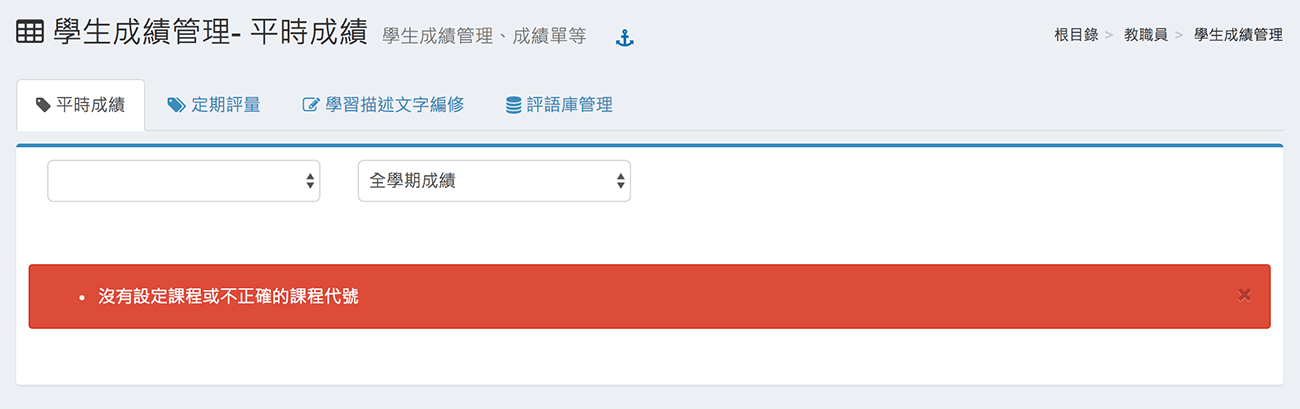 學生成績管理- 平時成績 學生成績管理、成績單等
根目錄 > 教職員 > 學生成績管理
平時成績 定期評量 學習描述文字編修 評語庫管理
全學期成績
沒有設定課程或不正確的課程代號 ×